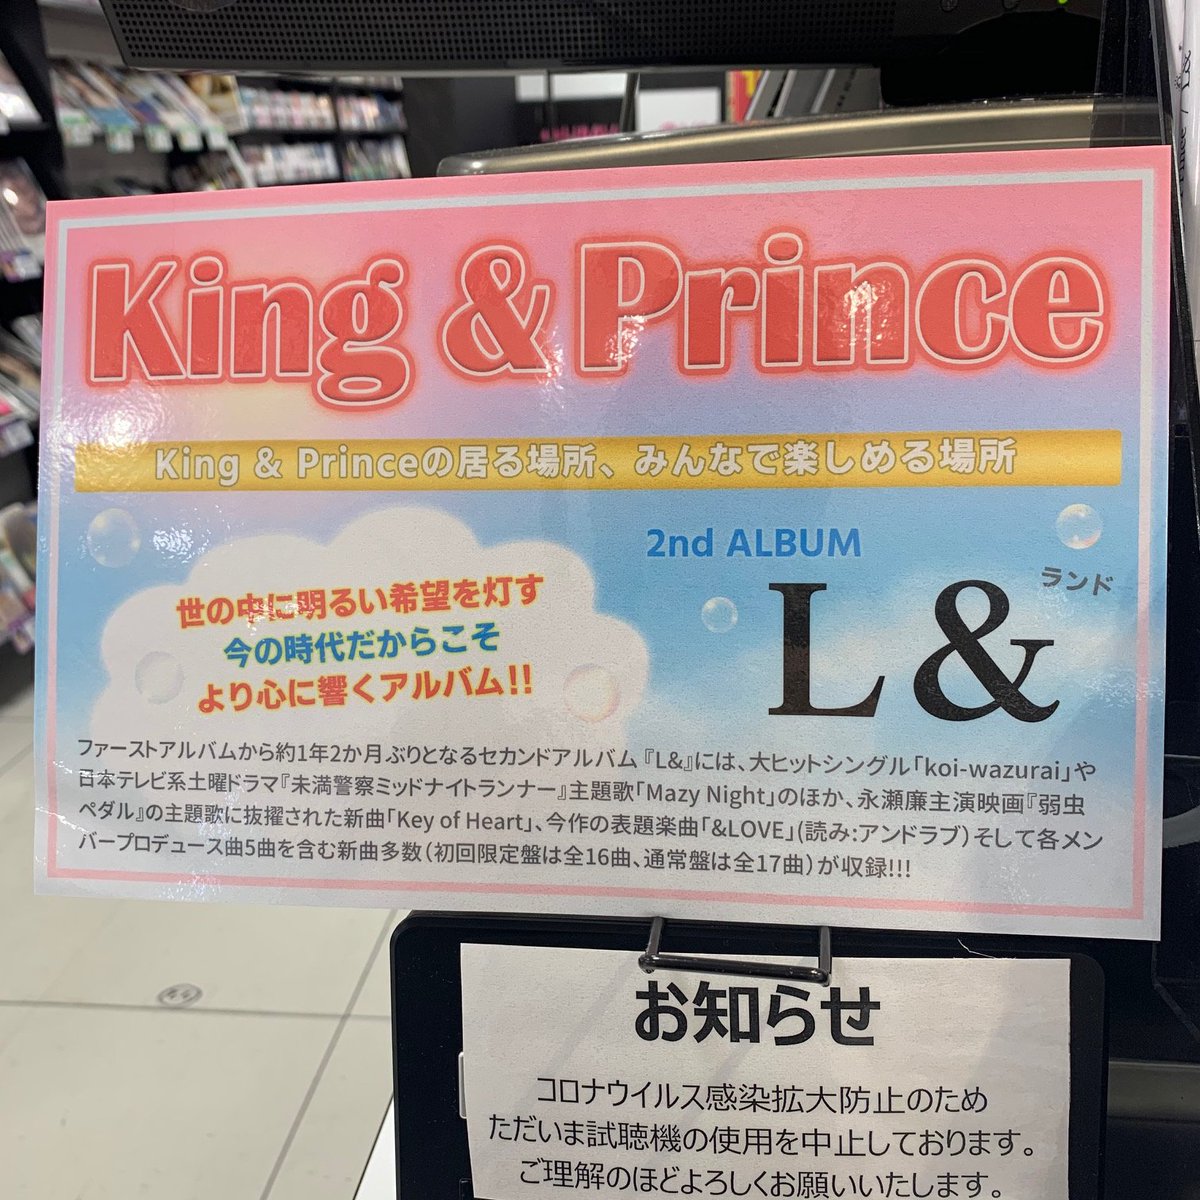 King & Prince
King & Princeの居る場所、みんなで楽しめる場所
2nd ALBUM
ランド
L&
世の中に明るい希望を灯す
今の時代だからこそ
より心に響くアルバム!!
ファーストアルバムから約1年2か月ぶりとなるセカンドアルバム『L&』には、大ヒットシングル「koi-wazurai」や
日本テレビ系土曜ドラマ『未満警察ミッドナイトランナー』主題歌「Mazy Night」のほか、永瀬廉主演映画『弱虫
ペダル』の主題歌に抜擢された新曲「Key of Heart」、今作の表題楽曲「&LOVE」(読み:アンドラブ)そして各メン
バープロデュース曲5曲を含む新曲多数(初回限定盤は全16曲、通常盤は全17曲)が収録!!!
お知らせ
コロナウイルス感染拡大防止のため
ただいま試聴機の使用を中止しております。
ご理解のほどよろしくお願いいたします。